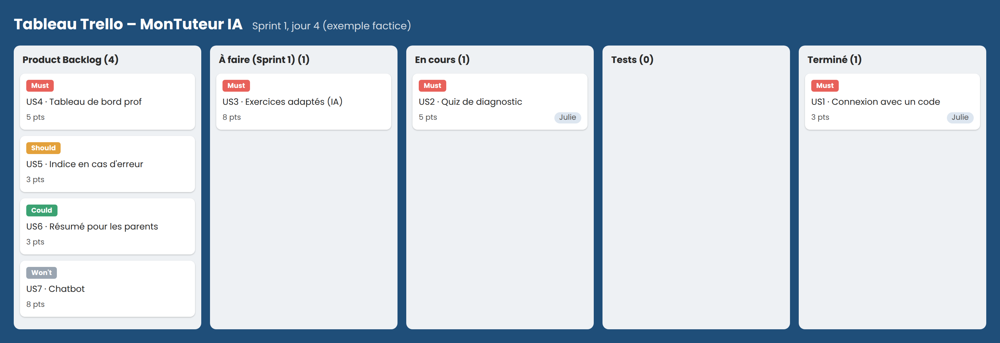 Tableau Trello – MonTuteur IA Sprint 1, jour 4 (exemple factice)
Product Backlog (4)
Must
US4 · Tableau de bord prof
5 pts
Should
US5 · Indice en cas d'erreur
3 pts
Could
US6 · Résumé pour les parents
3 pts
Won't
US7 · Chatbot
8 pts
À faire (Sprint 1) (1)
Must
US3 · Exercices adaptés (IA)
8 pts
En cours (1)
Must
US2 · Quiz de diagnostic
5 pts Julie
Tests (0)
Terminé (1)
Must
US1 · Connexion avec un code
3 pts Julie